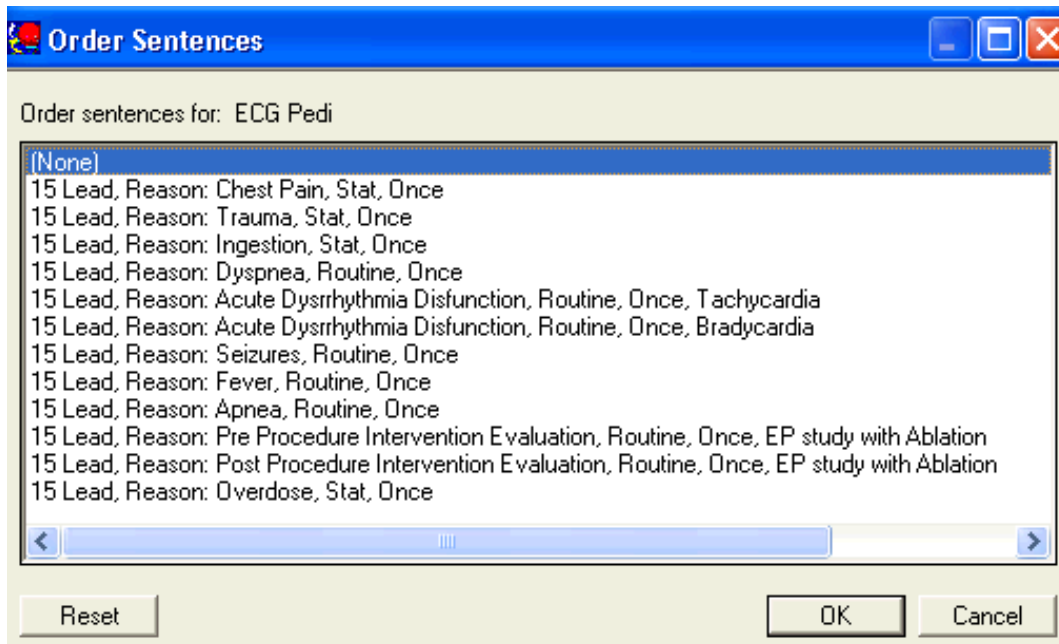 Order Sentences
Order sentences for: ECG Pedi
(None)
15 Lead, Reason: Chest Pain, Stat, Once
15 Lead, Reason: Trauma, Stat, Once
15 Lead, Reason: Ingestion, Stat, Once
15 Lead, Reason: Dyspnea, Routine, Once
15 Lead, Reason: Acute Dysrrhythmia Disfunction, Routine, Once, Tachycardia
15 Lead, Reason: Acute Dysrrhythmia Disfunction, Routine, Once, Bradycardia
15 Lead, Reason: Seizures, Routine, Once
15 Lead, Reason: Fever, Routine, Once
15 Lead, Reason: Apnea, Routine, Once
15 Lead, Reason: Pre Procedure Intervention Evaluation, Routine, Once, EP study with Ablation
15 Lead, Reason: Post Procedure Intervention Evaluation, Routine, Once, EP study with Ablation
15 Lead, Reason: Overdose, Stat, Once
Reset OK Cancel